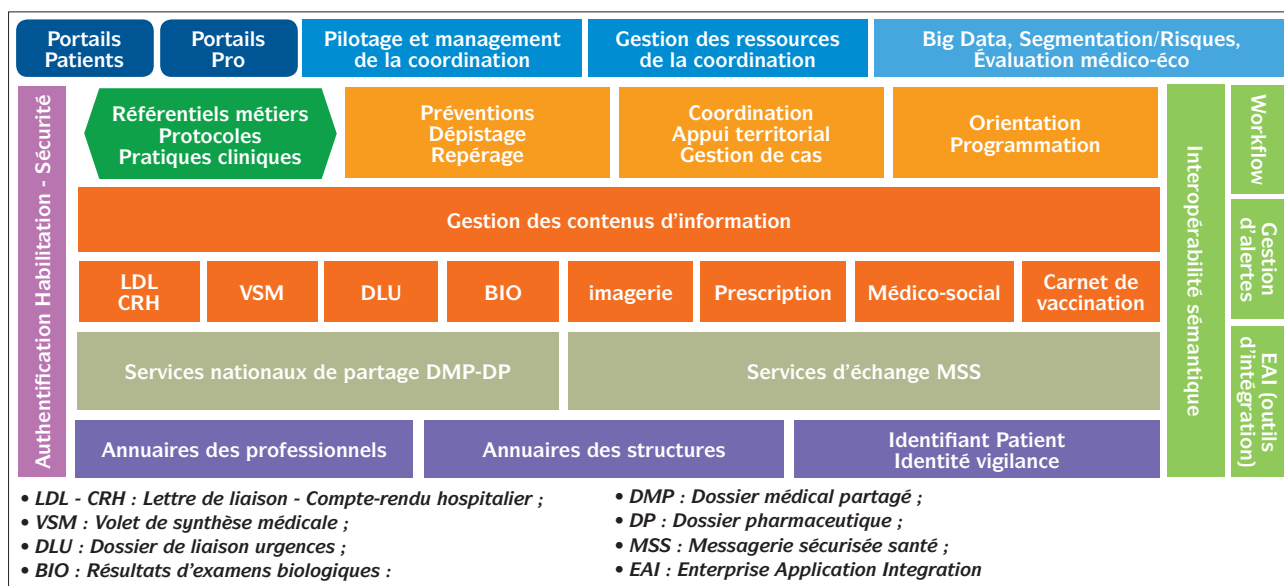 Portails
Patients
Portails
Pro
Pilotage et management
de la coordination
Gestion des ressources
de la coordination
Big Data, Segmentation/Risques,
Évaluation médico-éco
Authentification Habilitation - Sécurité
Référentiels métiers
Protocoles
Pratiques cliniques
Préventions
Dépistage
Repérage
Coordination
Appui territorial
Gestion de cas
Orientation
Programmation
Interopérabilité sémantique
Workflow
Gestion
d'alertes
EAI (outils
d'intégration)
Gestion des contenus d'information
LDL
CRH
VSM
DLU
BIO
imagerie
Prescription
Médico-social
Carnet de
vaccination
Services nationaux de partage DMP-DP
Services d'échange MSS
Annuaires des professionnels
Annuaires des structures
Identifiant Patient
Identité vigilance
• LDL - CRH : Lettre de liaison - Compte-rendu hospitalier ;
• VSM : Volet de synthèse médicale ;
• DLU : Dossier de liaison urgences ;
• BIO : Résultats d'examens biologiques :
• DMP : Dossier médical partagé ;
• DP : Dossier pharmaceutique ;
• MSS : Messagerie sécurisée santé ;
• EAI : Enterprise Application Integration